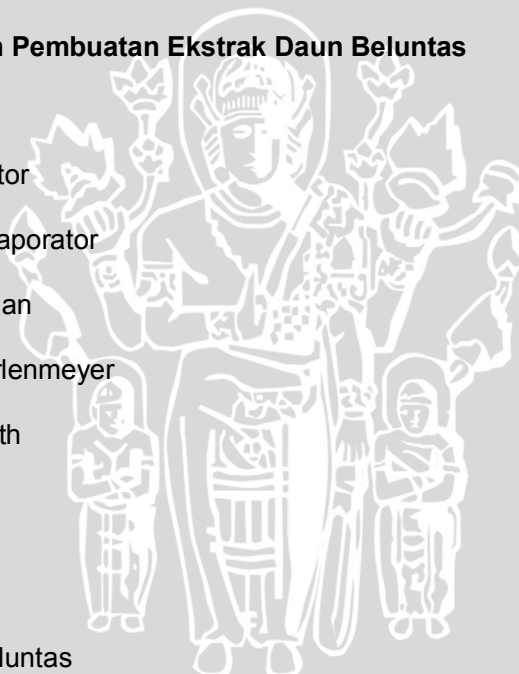 n Pembuatan Ekstrak Daun Beluntas
tor
aporator
an
rlenmeyer
th
luntas